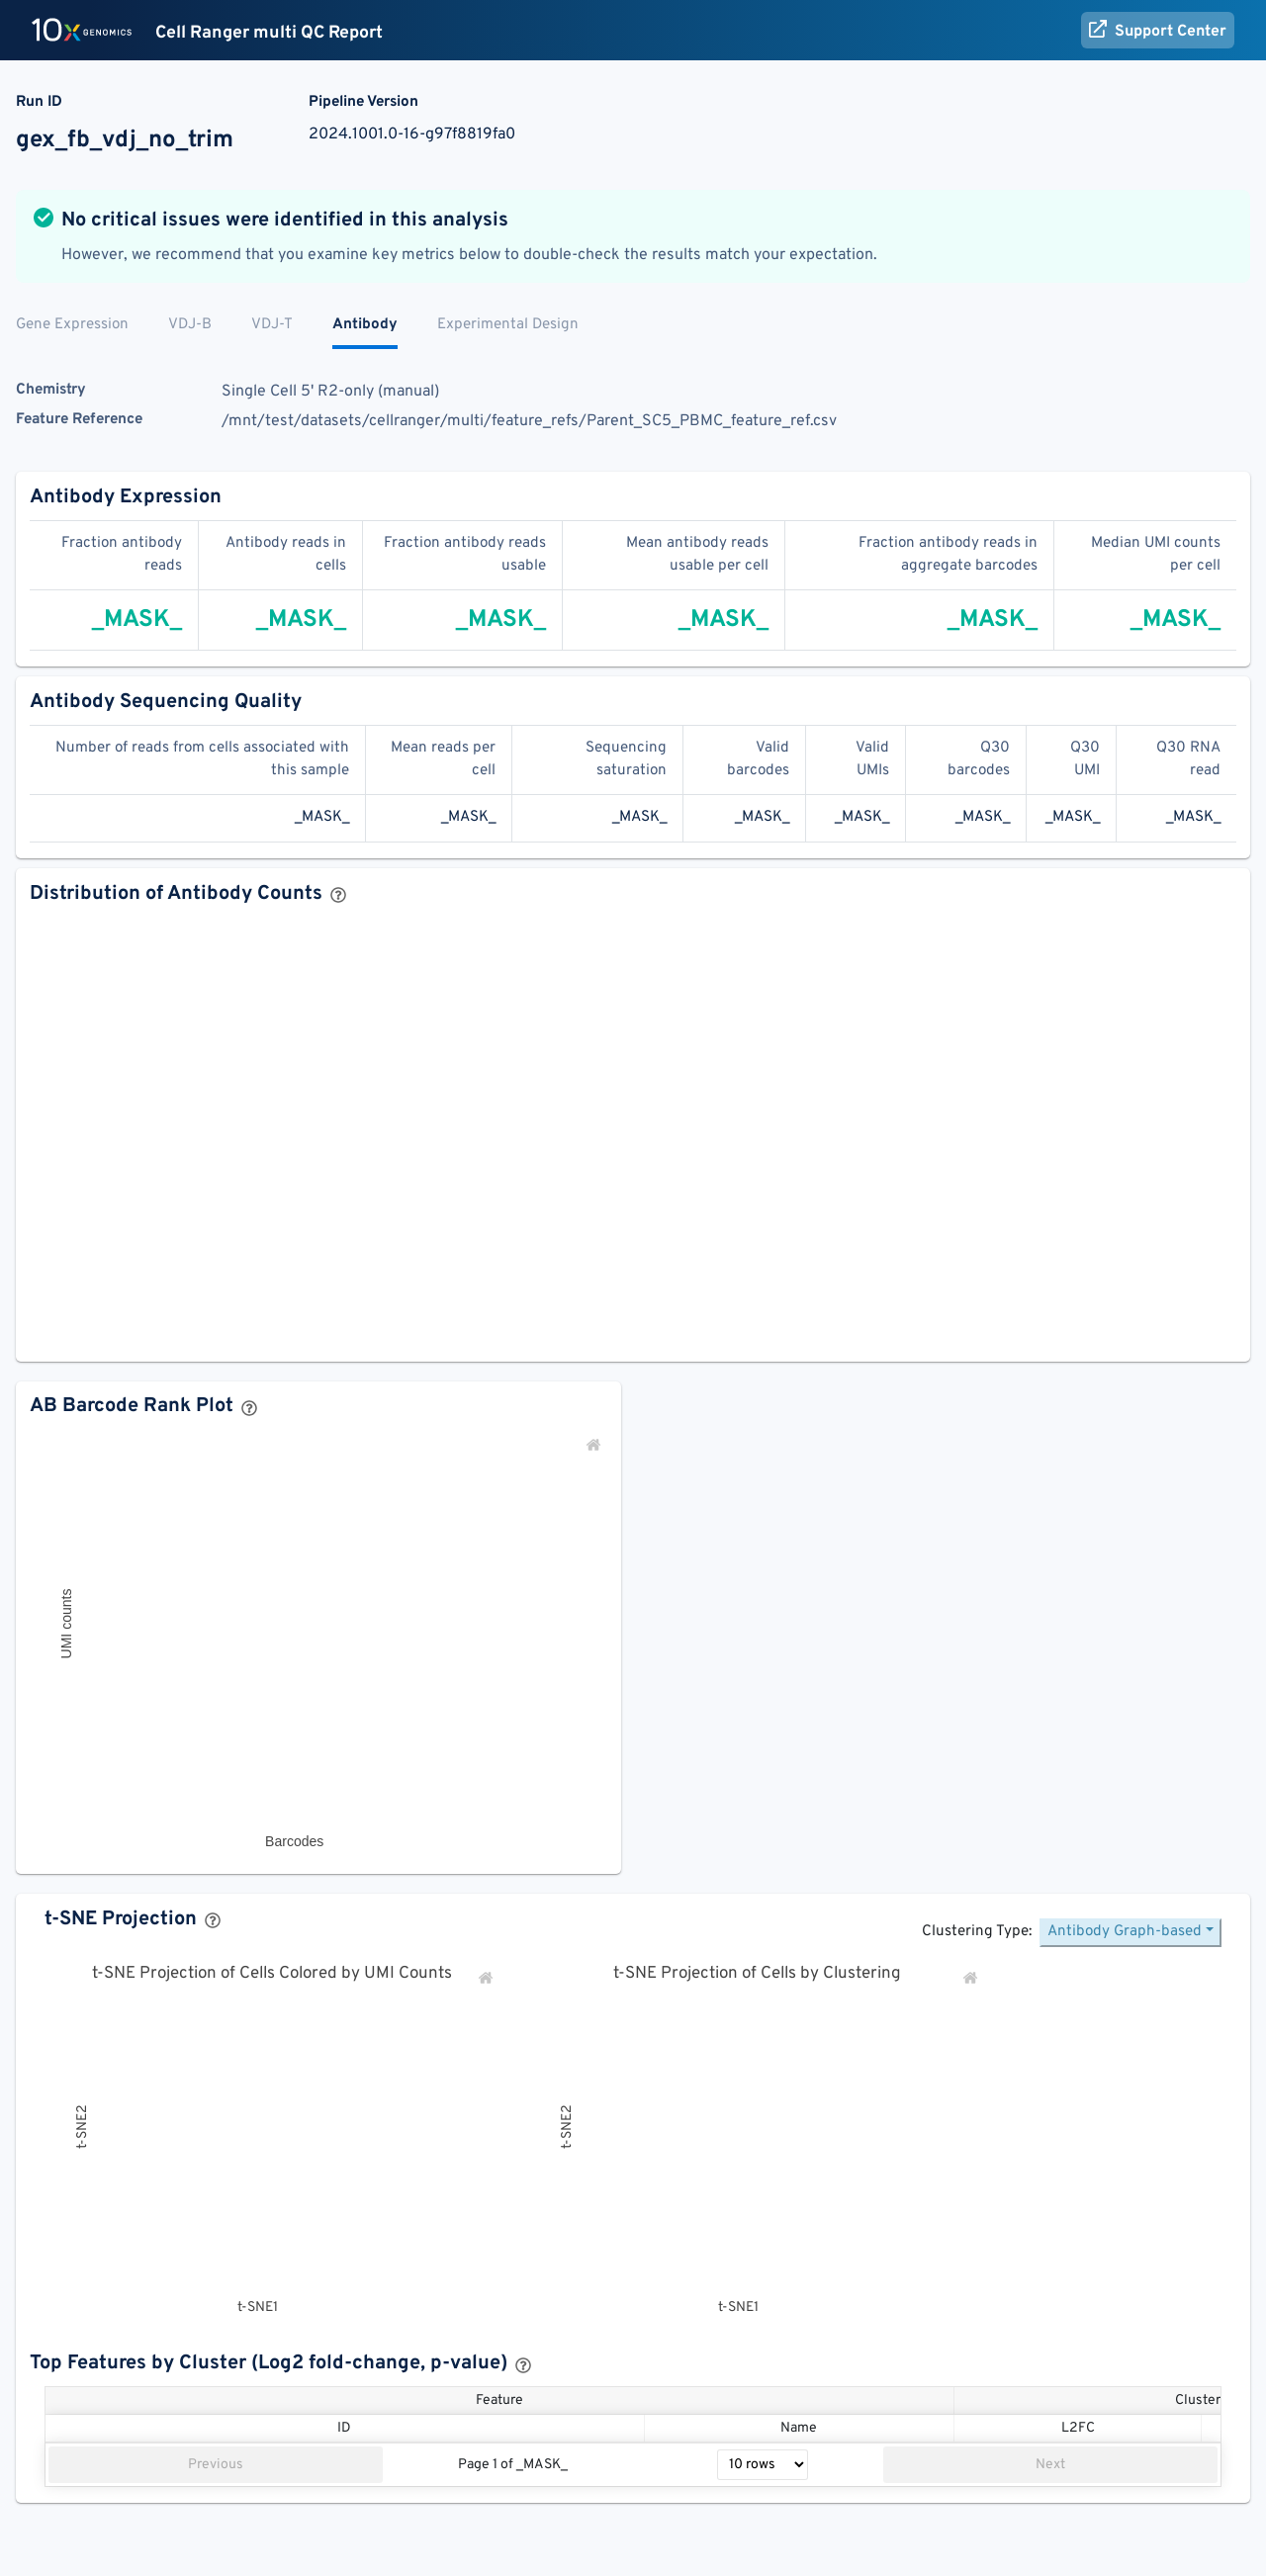 10X GENOMICS Cell Ranger multi QC Report Support Center
Run ID Pipeline Version
gex_fb_vdj_no_trim 2024.1001.0-16-g97f8819fa0
No critical issues were identified in this analysis
However, we recommend that you examine key metrics below to double-check the results match your expectation.
Gene Expression VDJ-B VDJ-T Antibody Experimental Design
Chemistry Single Cell 5' R2-only (manual)
Feature Reference /mnt/test/datasets/cellranger/multi/feature_refs/Parent_SC5_PBMC_feature_ref.csv
Antibody Expression
Fraction antibody Antibody reads in Fraction antibody reads Mean antibody reads Fraction antibody reads in Median UMI counts
reads cells usable usable per cell aggregate barcodes per cell
_MASK_ _MASK_ _MASK_ _MASK_ _MASK_ _MASK_
Antibody Sequencing Quality
Number of reads from cells associated with Mean reads per Sequencing Valid Valid Q30 Q30 Q30 RNA
this sample cell saturation barcodes UMIs barcodes UMI read
_MASK_ _MASK_ _MASK_ _MASK_ _MASK_ _MASK_ _MASK_ _MASK_
Distribution of Antibody Counts ?
AB Barcode Rank Plot ?
UMI counts
Barcodes
t-SNE Projection ?
Clustering Type: Antibody Graph-based
t-SNE Projection of Cells Colored by UMI Counts t-SNE Projection of Cells by Clustering
t-SNE2 t-SNE2
t-SNE1 t-SNE1
Top Features by Cluster (Log2 fold-change, p-value) ?
Feature Cluster
ID Name L2FC
Previous Page 1 of _MASK_ 10 rows Next